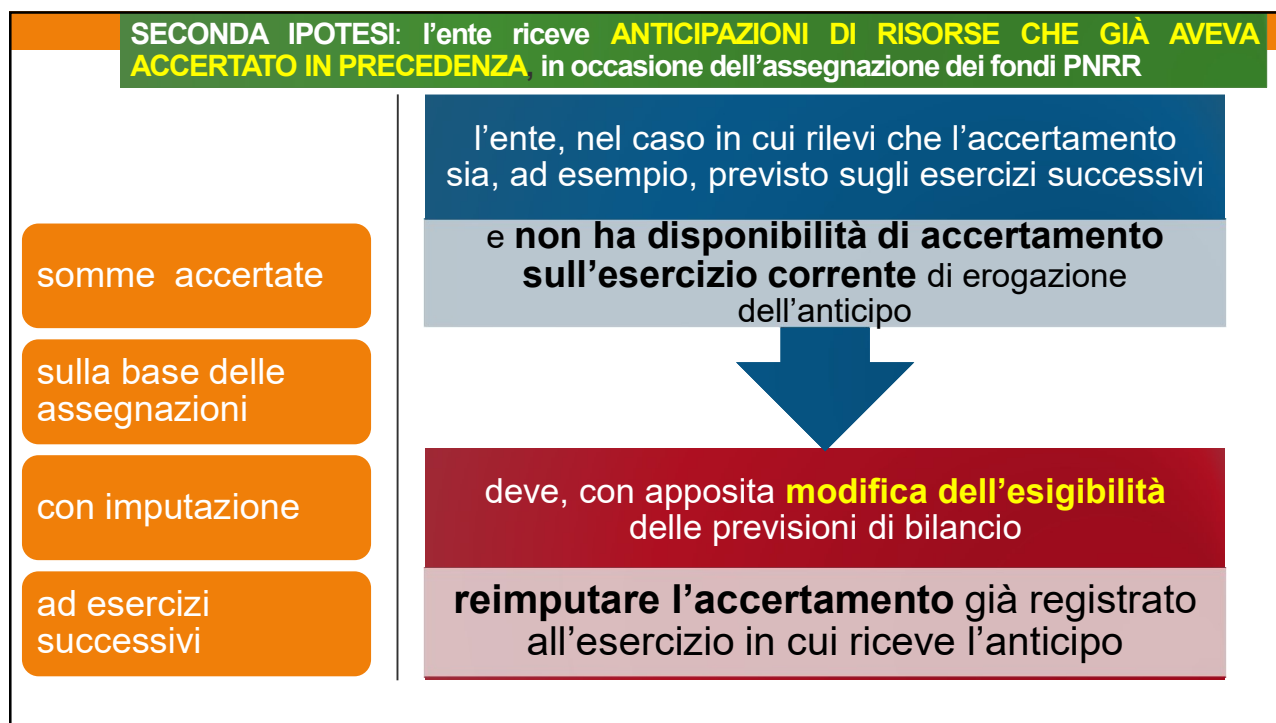 SECONDA IPOTESI: l'ente riceve ANTICIPAZIONI DI RISORSE CHE GIÀ AVEVA
ACCERTATO IN PRECEDENZA, in occasione dell'assegnazione dei fondi PNRR
somme accertate
sulla base delle
assegnazioni
con imputazione
ad esercizi
successivi
l'ente, nel caso in cui rilevi che l'accertamento
sia, ad esempio, previsto sugli esercizi successivi
e non ha disponibilità di accertamento
sull'esercizio corrente di erogazione
dell'anticipo
deve, con apposita modifica dell'esigibilità
delle previsioni di bilancio
reimputare l'accertamento già registrato
all'esercizio in cui riceve l'anticipo